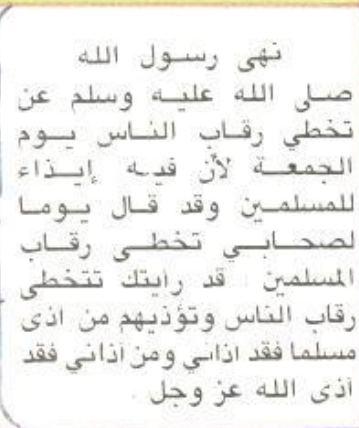 نهى رسول الله
صلى الله عليه وسلم عن
تخطي رقاب الناس يوم
الجمعة لأن فيه إيذاء
للمسلمين وقد قال يوما
لصحابي تخطى رقاب
المسلمين قد رايتك تتخطى
رقاب الناس وتؤذيهم من اذى
مسلما فقد اذاني ومن آذاني فقد
آذى الله عز وجل .